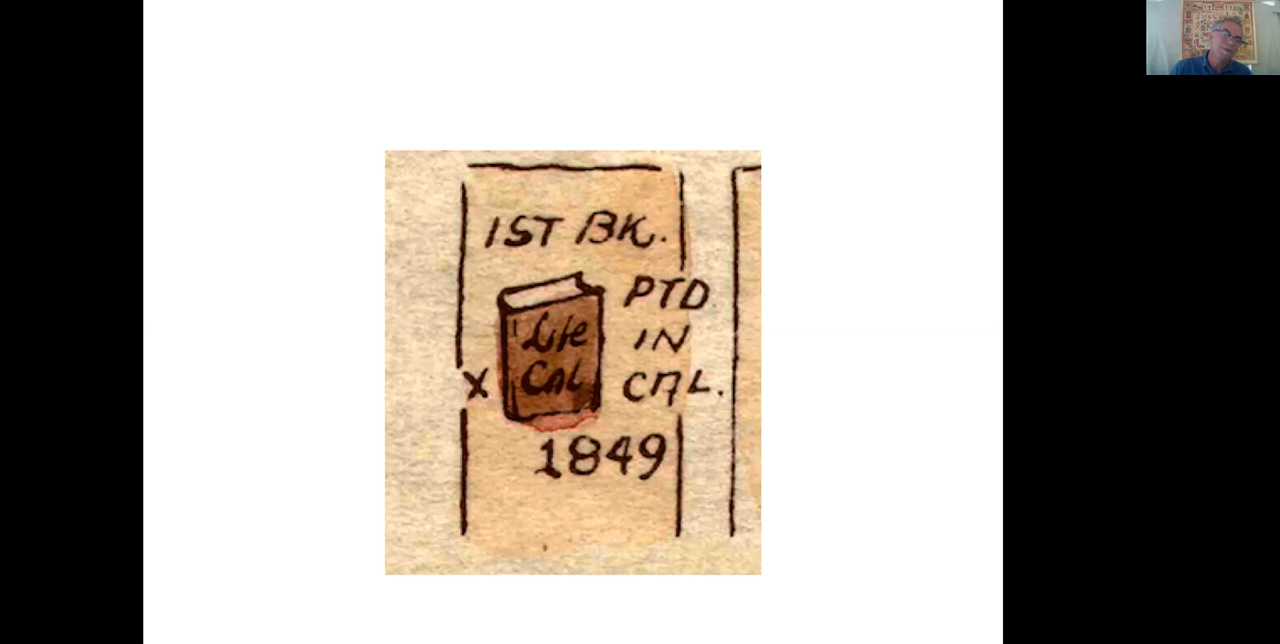 1ST BK.
PTD
IN
CAL.
Life
Cal
X
1849